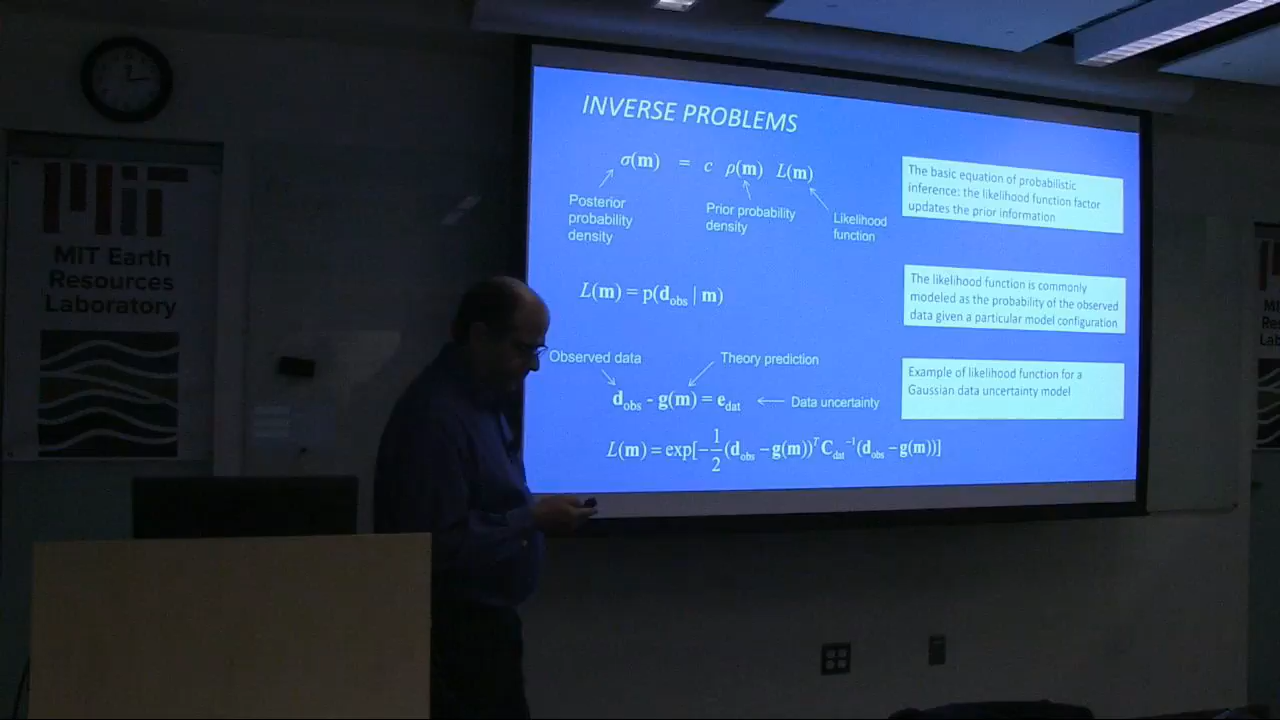 MIT
MIT Earth
Resources
Laboratory
INVERSE PROBLEMS
σ(m) = c ρ(m) L(m)
Posterior
probability
density
Prior probability
density
Likelihood
function
The basic equation of probabilistic
inference: the likelihood function factor
updates the prior information
L(m) = p(d_obs | m)
The likelihood function is commonly
modeled as the probability of the observed
data given a particular model configuration
Observed data
Theory prediction
d_obs - g(m) = e_dat
Data uncertainty
Example of likelihood function for a
Gaussian data uncertainty model
L(m) = exp[-1/2 (d_obs − g(m))^T C_dat^−1 (d_obs − g(m))]